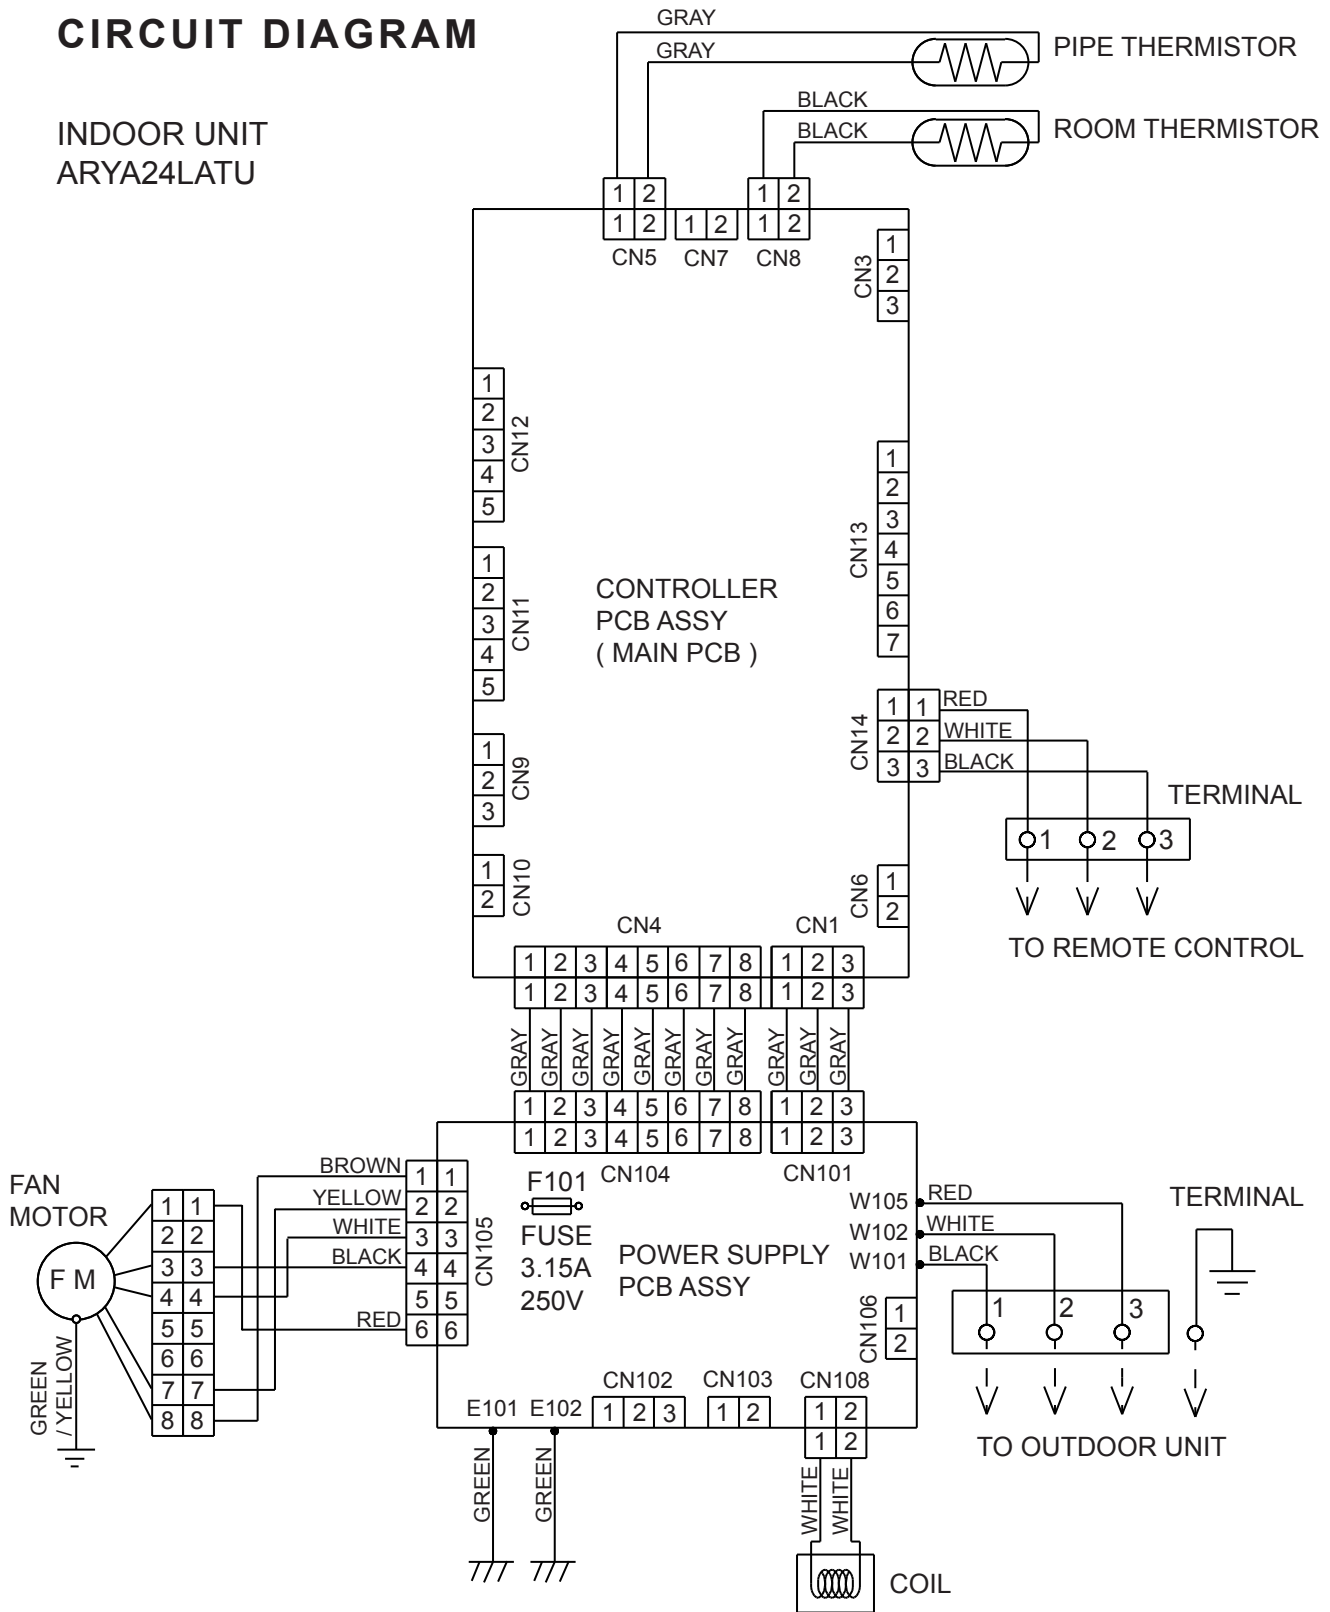 CIRCUIT DIAGRAM
INDOOR UNIT
ARYA24LATU
GRAY
GRAY
PIPE THERMISTOR
BLACK
BLACK
ROOM THERMISTOR
1 2
1 2
CN5
1 2
CN7
1 2
1 2
CN8
CN3
1
2
3
1
2
3
4
5
CN12
1
2
3
4
5
CN11
1
2
3
CN9
1
2
CN10
CONTROLLER
PCB ASSY
( MAIN PCB )
CN13
1
2
3
4
5
6
7
CN14
1 1 RED
2 2 WHITE
3 3 BLACK
TERMINAL
1 2 3
TO REMOTE CONTROL
CN6
1
2
CN4 CN1
1 2 3 4 5 6 7 8 1 2 3
1 2 3 4 5 6 7 8 1 2 3
GRAY GRAY GRAY GRAY GRAY GRAY GRAY GRAY GRAY GRAY GRAY
1 2 3 4 5 6 7 8 1 2 3
1 2 3 4 5 6 7 8 1 2 3
CN104 CN101
FAN
MOTOR
F M
GREEN
/ YELLOW
1 1
2 2
3 3
4 4
5 5
6 6
7 7
8 8
BROWN 1 1
YELLOW 2 2
WHITE 3 3
BLACK 4 4
5 5
RED 6 6
CN105
F101
FUSE
3.15A
250V
POWER SUPPLY
PCB ASSY
W105 RED
W102 WHITE
W101 BLACK
TERMINAL
1 2 3
TO OUTDOOR UNIT
CN106
1
2
E101 E102
GREEN
GREEN
CN102
1 2 3
CN103
1 2
CN108
1 2
1 2
WHITE
WHITE
COIL